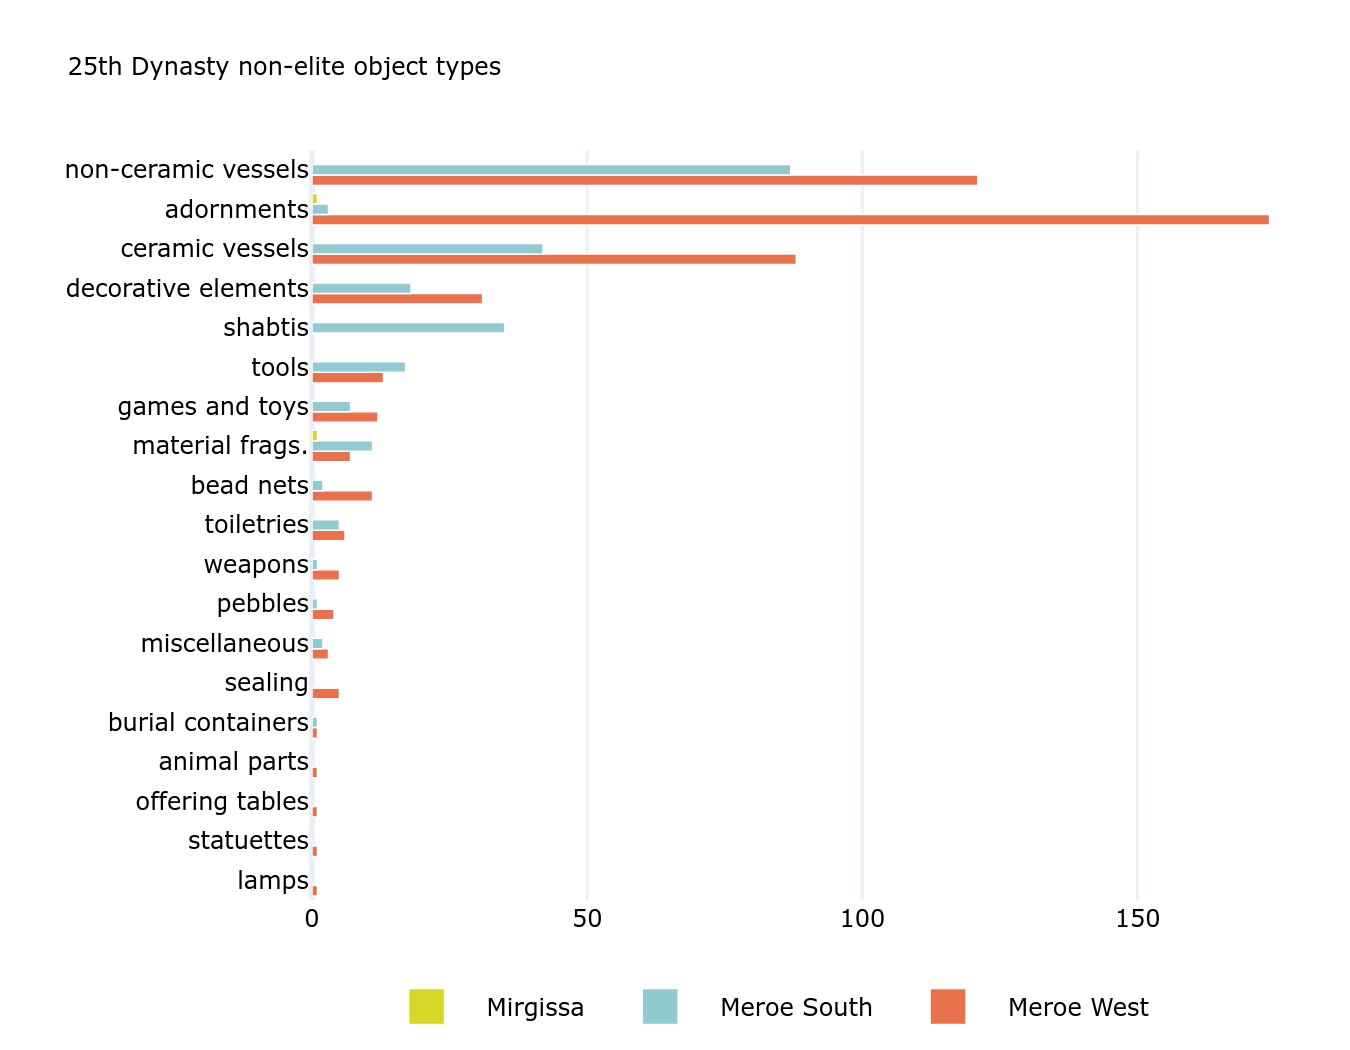 25th Dynasty non-elite object types
non-ceramic vessels
adornments
ceramic vessels
decorative elements
shabtis
tools
games and toys
material frags.
bead nets
toiletries
weapons
pebbles
miscellaneous
sealing
burial containers
animal parts
offering tables
statuettes
lamps
0 50 100 150
Mirgissa Meroe South Meroe West